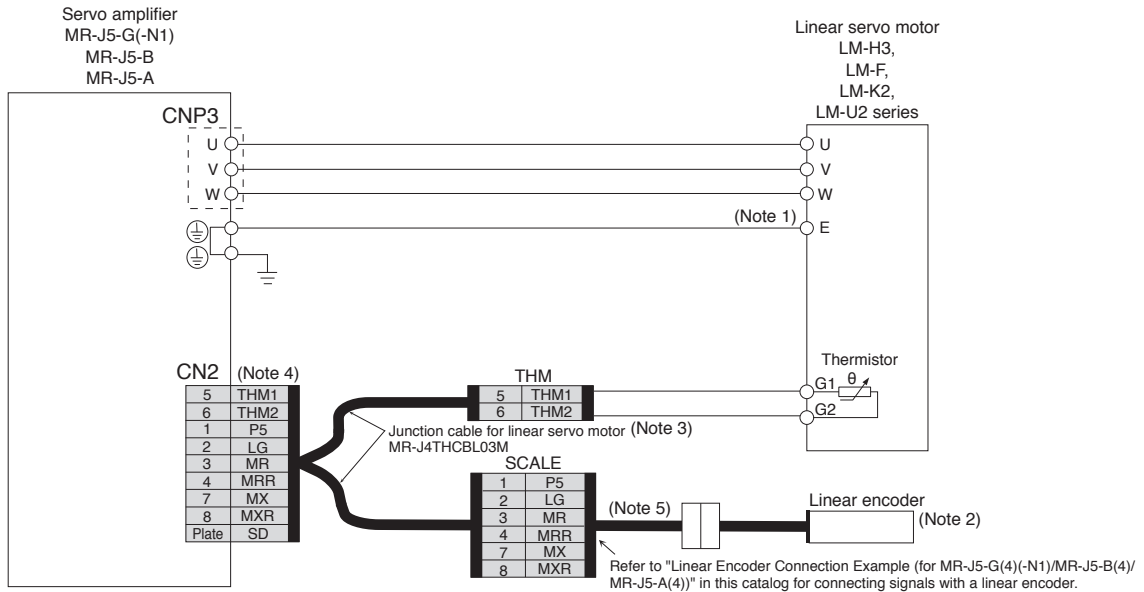 Servo amplifier
MR-J5-G(-N1)
MR-J5-B
MR-J5-A
Linear servo motor
LM-H3,
LM-F,
LM-K2,
LM-U2 series
CNP3
U
V
W
U
V
W
(Note 1)
E
CN2 (Note 4)
5 THM1
6 THM2
1 P5
2 LG
3 MR
4 MRR
7 MX
8 MXR
Plate SD
THM
5 THM1
6 THM2
Thermistor
G1 θ
G2
Junction cable for linear servo motor (Note 3)
MR-J4THCBL03M
SCALE
1 P5
2 LG
3 MR
4 MRR
7 MX
8 MXR
(Note 5)
Linear encoder
(Note 2)
Refer to "Linear Encoder Connection Example (for MR-J5-G(4)(-N1)/MR-J5-B(4)/
MR-J5-A(4))" in this catalog for connecting signals with a linear encoder.